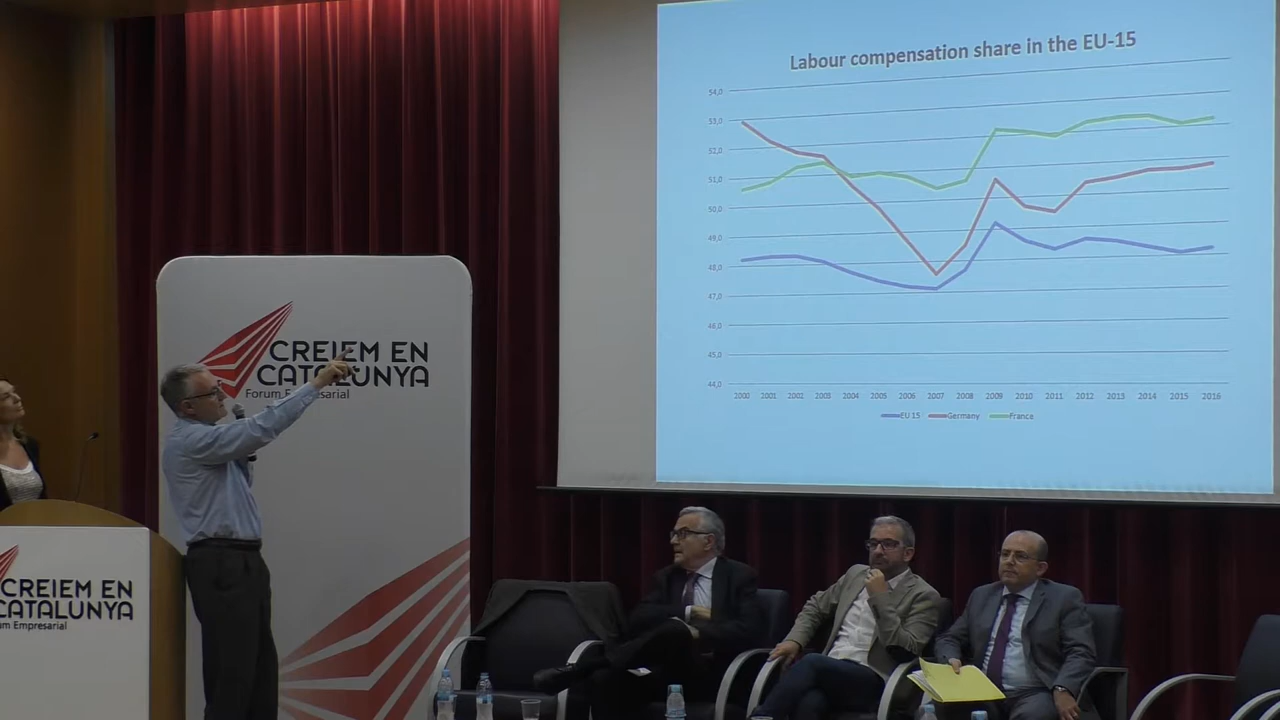 Labour compensation share in the EU-15
54,0
53,0
52,0
51,0
50,0
49,0
48,0
47,0
46,0
45,0
44,0
2000 2001 2002 2003 2004 2005 2006 2007 2008 2009 2010 2011 2012 2013 2014 2015 2016
EU 15 Germany France
CREIEM EN
CATALUNYA
Forum Empresarial
CREIEM EN
CATALUNYA
um Empresarial